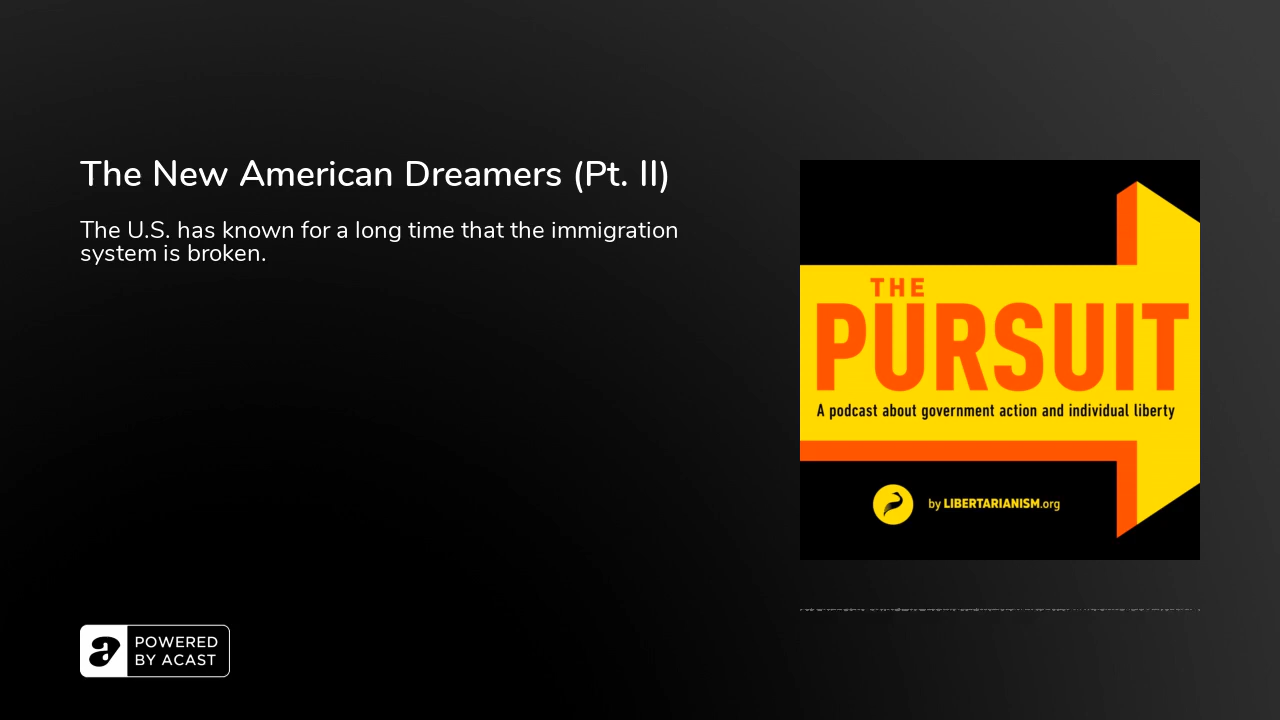 The New American Dreamers (Pt. II)
The U.S. has known for a long time that the immigration
system is broken.
THE
PURSUIT
A podcast about government action and individual liberty
by LIBERTARIANISM.org
a
POWERED
BY ACAST